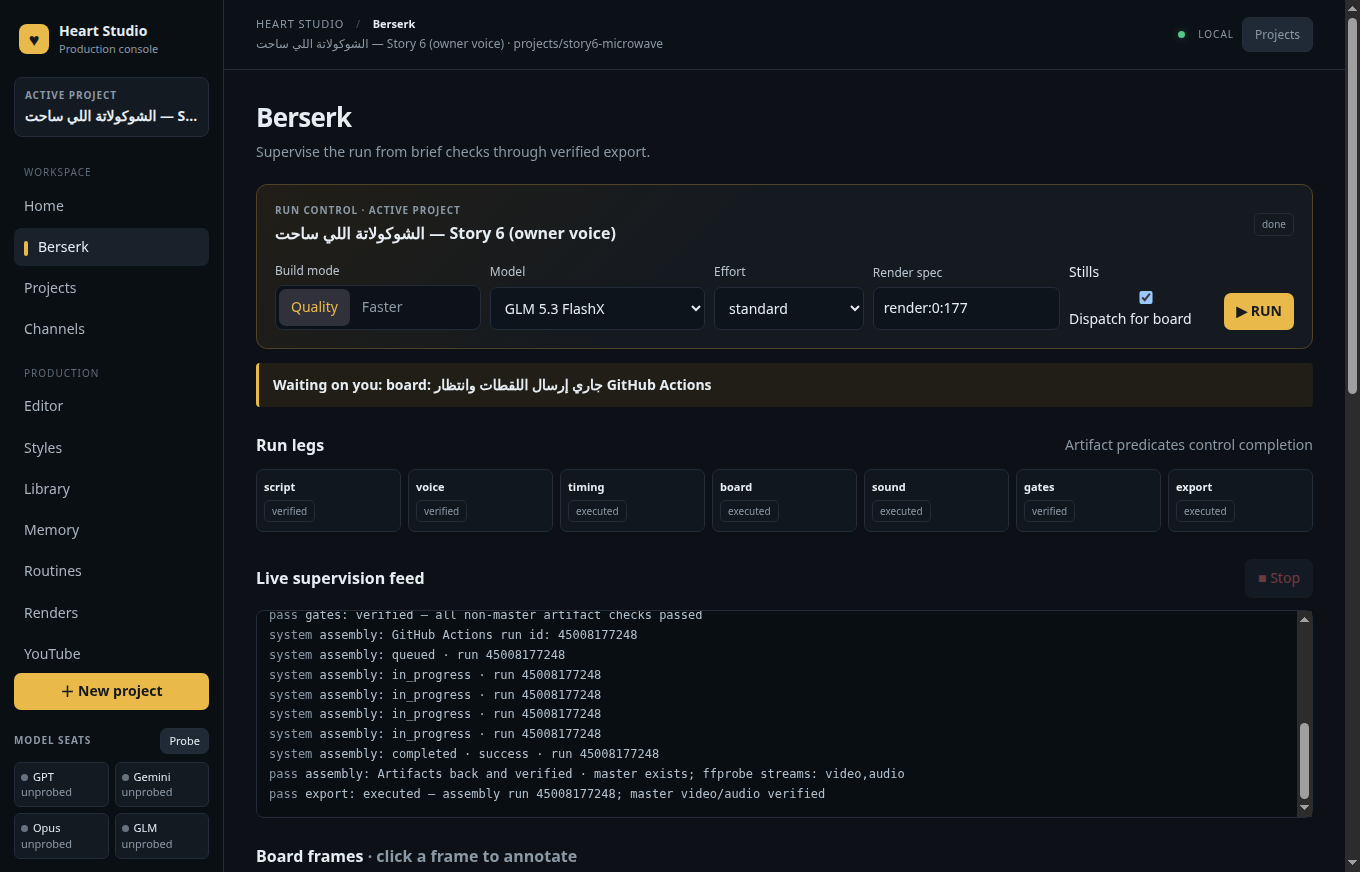 ♥
Heart Studio
Production console
ACTIVE PROJECT
الشوكولاتة اللي ساحت — S...
WORKSPACE
Home
Berserk
Projects
Channels
PRODUCTION
Editor
Styles
Library
Memory
Routines
Renders
YouTube
+ New project
MODEL SEATS
Probe
GPT
unprobed
Gemini
unprobed
Opus
unprobed
GLM
unprobed
HEART STUDIO / Berserk
الشوكولاتة اللي ساحت — Story 6 (owner voice) · projects/story6-microwave
LOCAL
Projects
Berserk
Supervise the run from brief checks through verified export.
RUN CONTROL · ACTIVE PROJECT
الشوكولاتة اللي ساحت — Story 6 (owner voice)
done
Build mode
Quality
Faster
Model
GLM 5.3 FlashX
Effort
standard
Render spec
render:0:177
Stills
Dispatch for board
▶ RUN
Waiting on you: board: جاري إرسال اللقطات وانتظار GitHub Actions
Run legs
Artifact predicates control completion
script
verified
voice
verified
timing
executed
board
executed
sound
executed
gates
verified
export
executed
Live supervision feed
■ Stop
pass gates: verified — all non-master artifact checks passed
system assembly: GitHub Actions run id: 45008177248
system assembly: queued · run 45008177248
system assembly: in_progress · run 45008177248
system assembly: in_progress · run 45008177248
system assembly: in_progress · run 45008177248
system assembly: in_progress · run 45008177248
system assembly: completed · success · run 45008177248
pass assembly: Artifacts back and verified · master exists; ffprobe streams: video,audio
pass export: executed — assembly run 45008177248; master video/audio verified
Board frames · click a frame to annotate